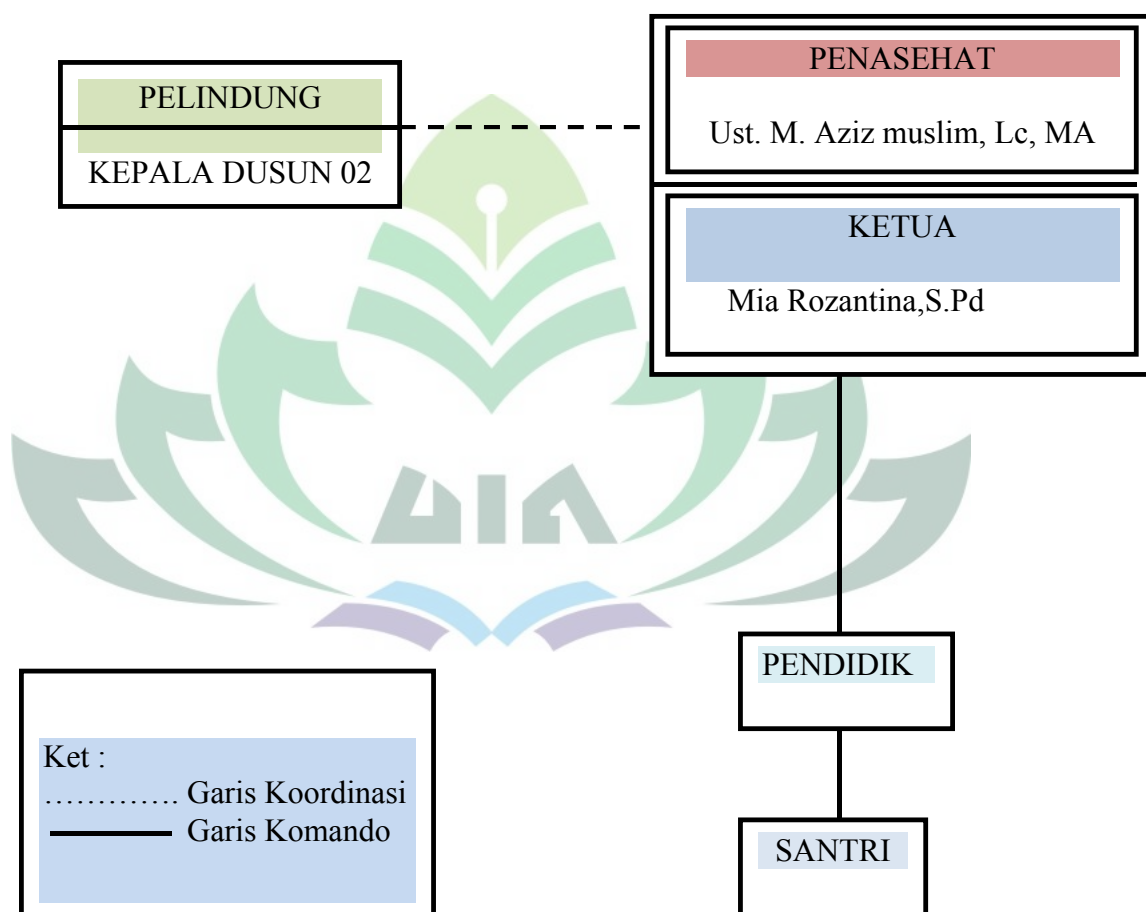 PELINDUNG
KEPALA DUSUN 02
PENASEHAT
Ust. M. Aziz muslim, Lc, MA
KETUA
Mia Rozantina,S.Pd
UIN
PENDIDIK
SANTRI
Ket :
…………. Garis Koordinasi
Garis Komando